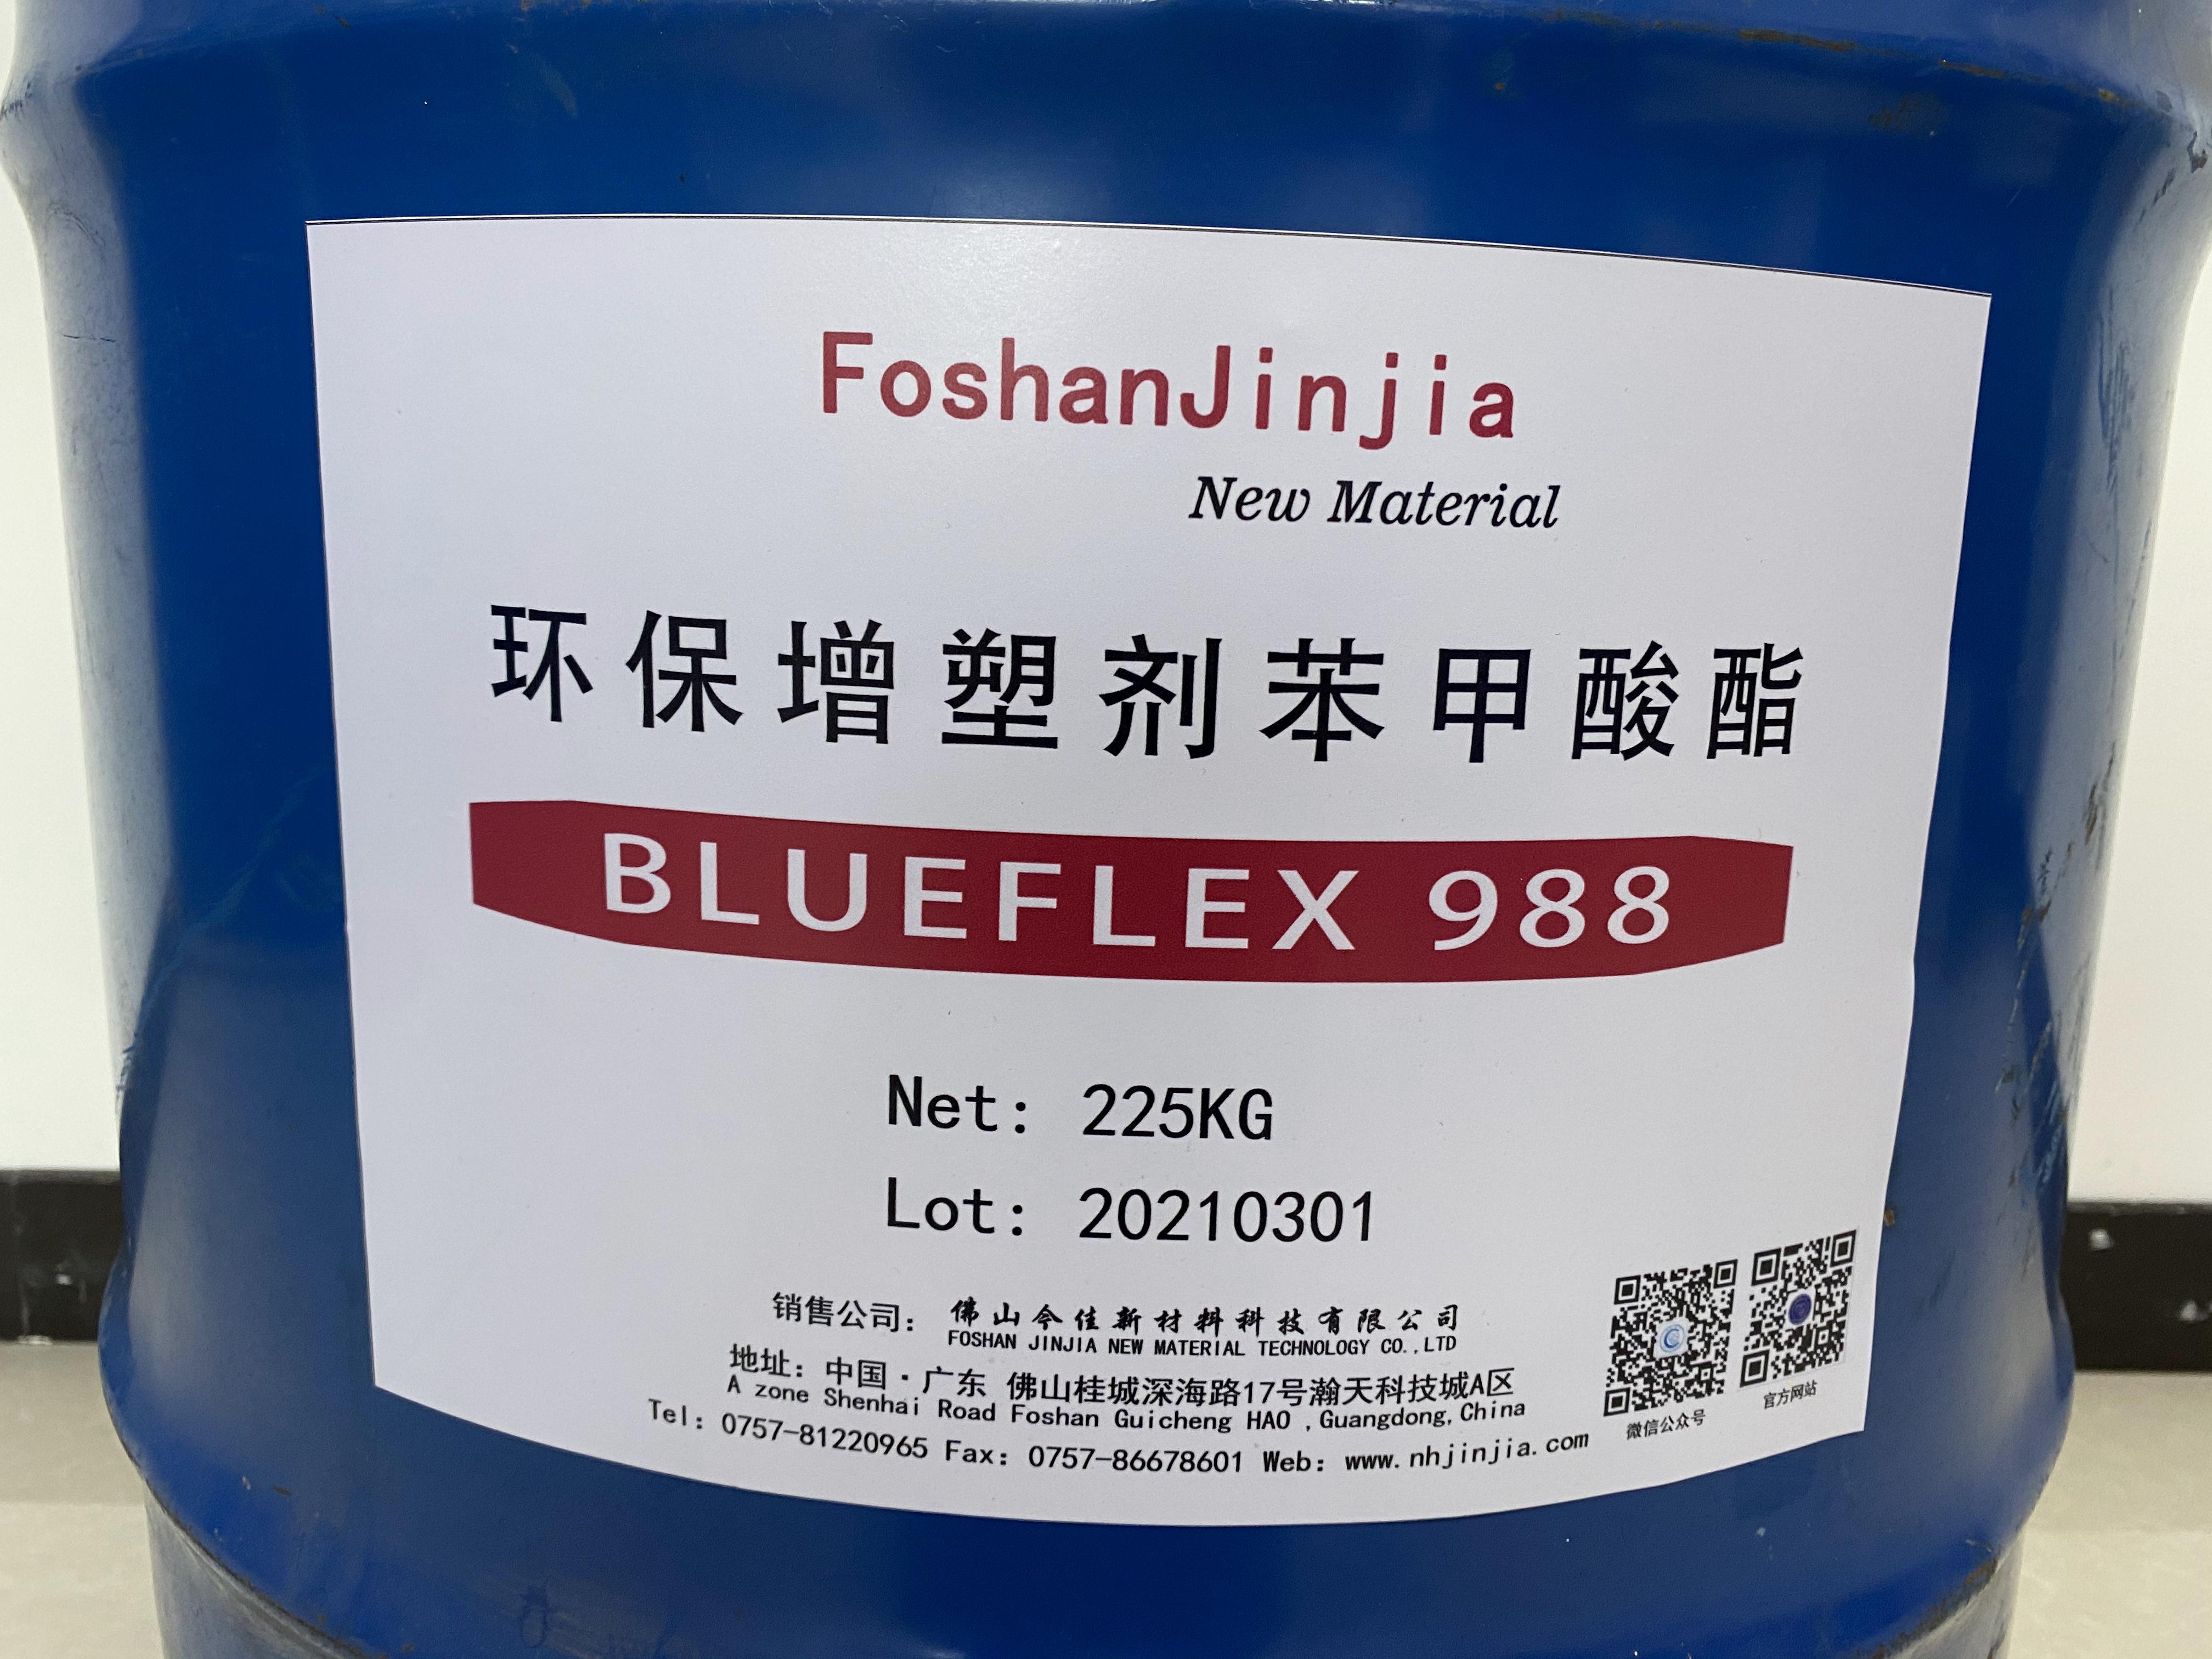 FoshanJinjia
New Material
环保增塑剂苯甲酸酯
BLUEFLEX 988
Net: 225KG
Lot: 20210301
销售公司: 佛山今佳新材料科技有限公司
FOSHAN JINJIA NEW MATERIAL TECHNOLOGY CO.,LTD
地址: 中国·广东 佛山桂城深海路17号瀚天科技城A区
A zone Shenhai Road Foshan Guicheng HAO ,Guangdong,China
Tel: 0757-81220965 Fax: 0757-86678601 Web: www.nhjinjia.com
微信公众号
官方网站